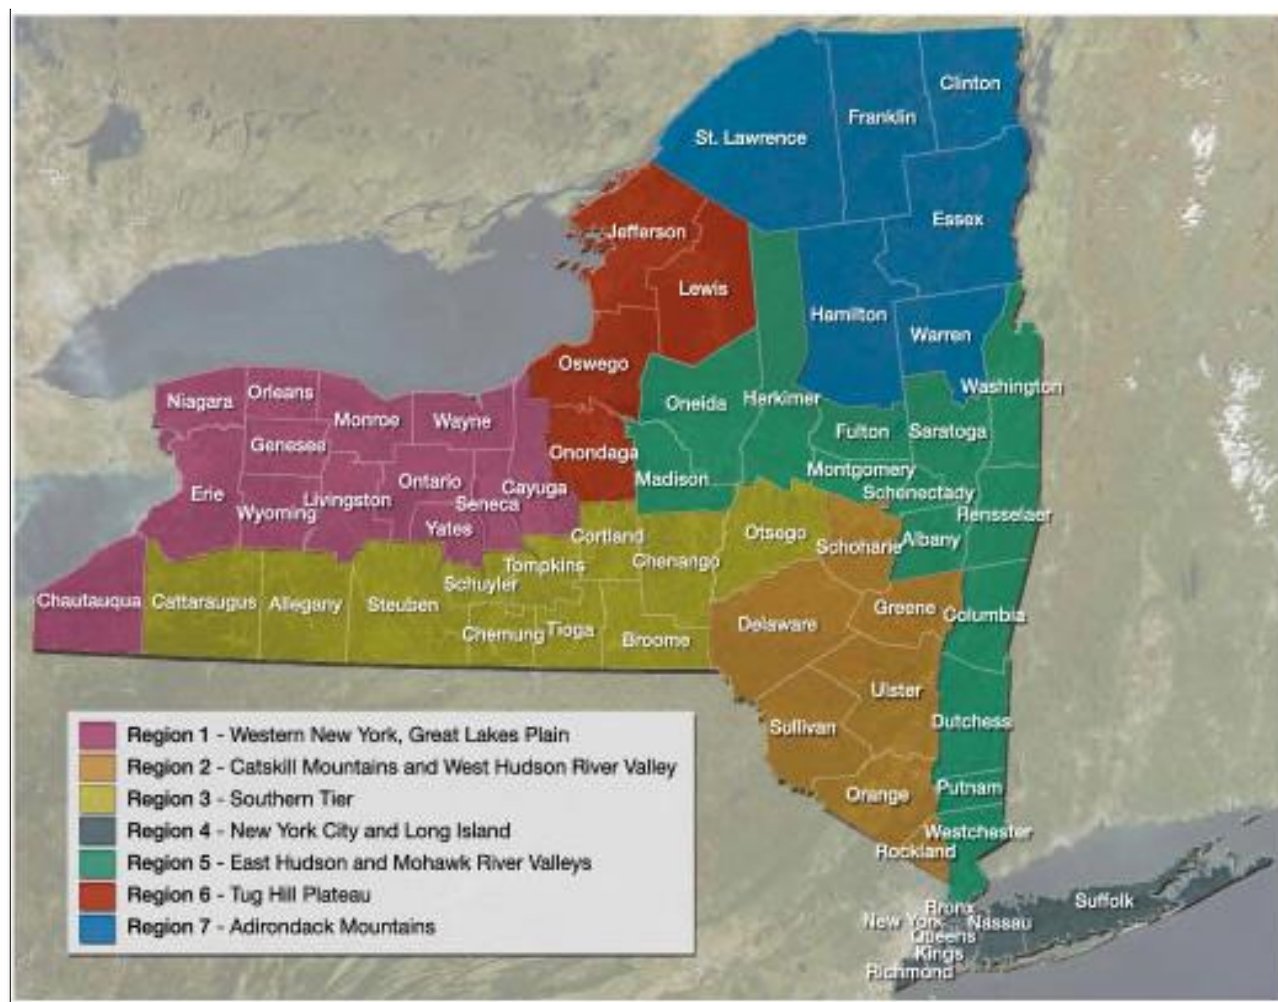 Clinton
Franklin
St. Lawrence
Essex
Jefferson
Lewis
Hamilton
Warren
Oswego
Washington
Orleans
Niagara
Oneida
Herkimer
Monroe
Wayne
Fulton
Saratoga
Genesee
Onondaga
Montgomery
Madison
Ontario
Cayuga
Erie
Livingston
Seneca
Schenectady
Wyoming
Rensselaer
Yates
Cortland
Otsego
Albany
Schoharie
Chenango
Tompkins
Schuyler
Chautauqua
Cattaraugus
Allegany
Steuben
Greene
Columbia
Delaware
Chemung
Tioga
Broome
Ulster
Dutchess
Sullivan
Region 1 - Western New York, Great Lakes Plain
Region 2 - Catskill Mountains and West Hudson River Valley
Region 3 - Southern Tier
Region 4 - New York City and Long Island
Region 5 - East Hudson and Mohawk River Valleys
Region 6 - Tug Hill Plateau
Region 7 - Adirondack Mountains
Putnam
Orange
Westchester
Rockland
Suffolk
Bronx
New York
Nassau
Queens
Kings
Richmond